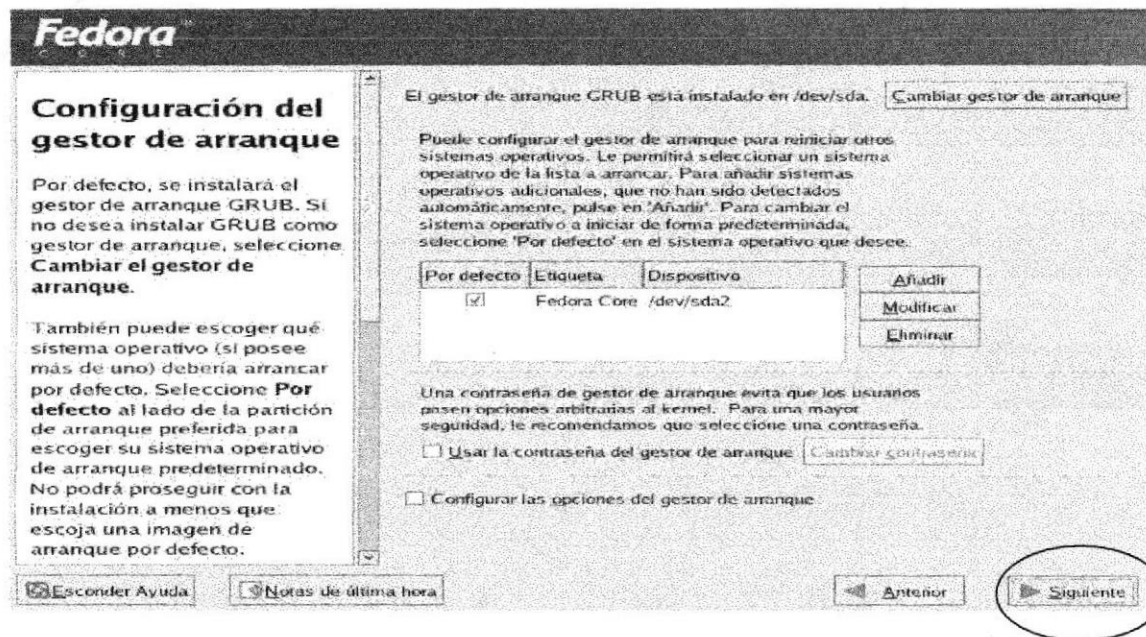 Fedora
CORE
Configuración del
gestor de arranque
Por defecto, se instalará el
gestor de arranque GRUB. Si
no desea instalar GRUB como
gestor de arranque, seleccione
Cambiar el gestor de
arranque.
También puede escoger qué
sistema operativo (si posee
más de uno) debería arrancar
por defecto. Seleccione Por
defecto al lado de la partición
de arranque preferida para
escoger su sistema operativo
de arranque predeterminado.
No podrá proseguir con la
instalación a menos que
escoja una imagen de
arranque por defecto.
El gestor de arranque GRUB está instalado en /dev/sda. Cambiar gestor de arranque
Puede configurar el gestor de arranque para reiniciar otros
sistemas operativos. Le permitirá seleccionar un sistema
operativo de la lista a arrancar. Para añadir sistemas
operativos adicionales, que no han sido detectados
automáticamente, pulse en 'Añadir'. Para cambiar el
sistema operativo a iniciar de forma predeterminada,
seleccione 'Por defecto' en el sistema operativo que desee.
Por defecto Etiqueta Dispositivo
Fedora Core /dev/sda2
Añadir
Modificar
Eliminar
Una contraseña de gestor de arranque evita que los usuarios
pasen opciones arbitrarias al kernel. Para una mayor
seguridad, le recomendamos que seleccione una contraseña.
Usar la contraseña del gestor de arranque Cambiar contraseña
Configurar las opciones del gestor de arranque
Esconder Ayuda Notas de última hora Anterior Siguiente